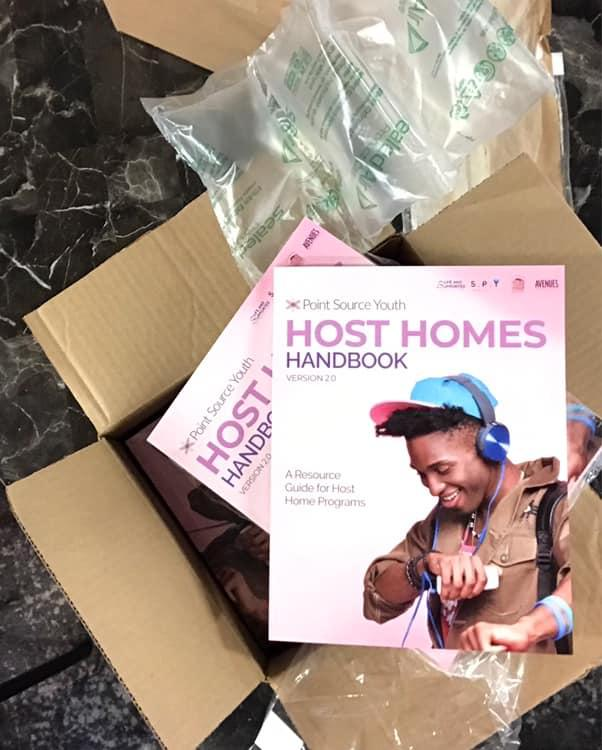 S.P.Y
AVENUES
Point Source Youth
HOST HOMES
HANDBOOK
VERSION 2.0
A Resource
Guide for Host
Home Programs
AVENUES
Point Source Youth
HOST
HANDBO
VERSION 2.0